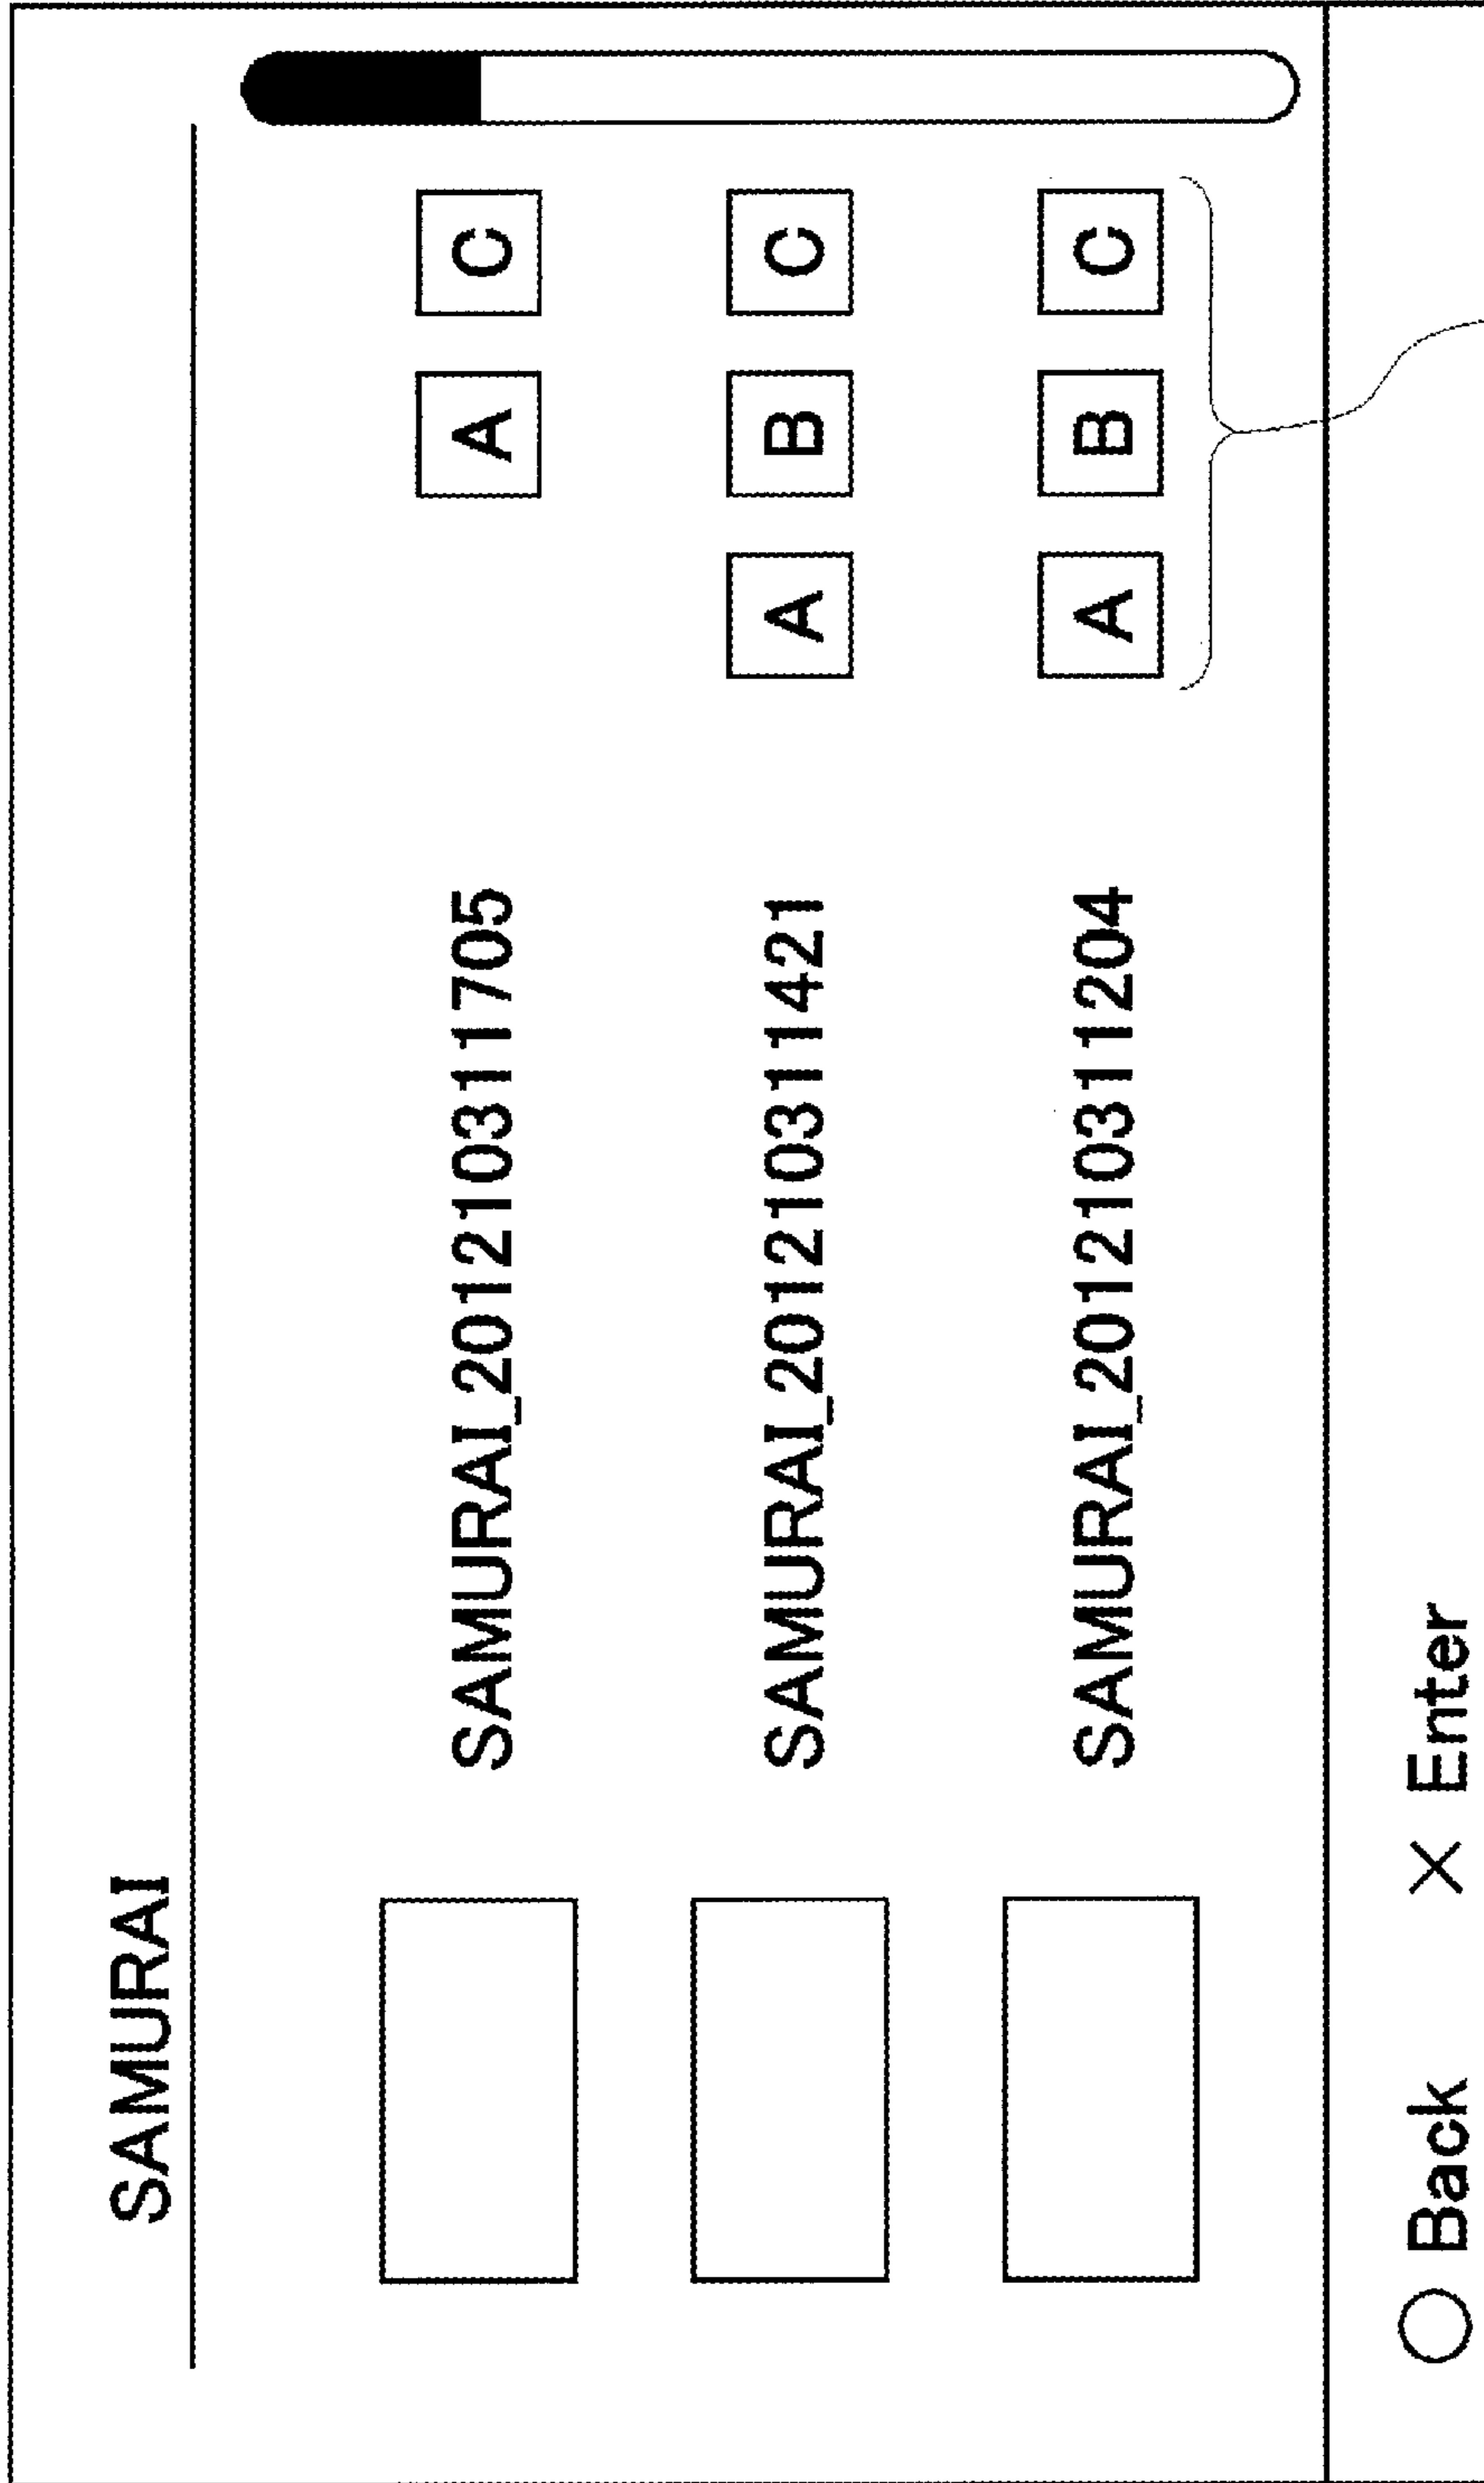 SAMURAI
SAMURAI_201210311705 A C
SAMURAI_201210311421 A B C
SAMURAI_201210311204 A B C
○ Back × Enter